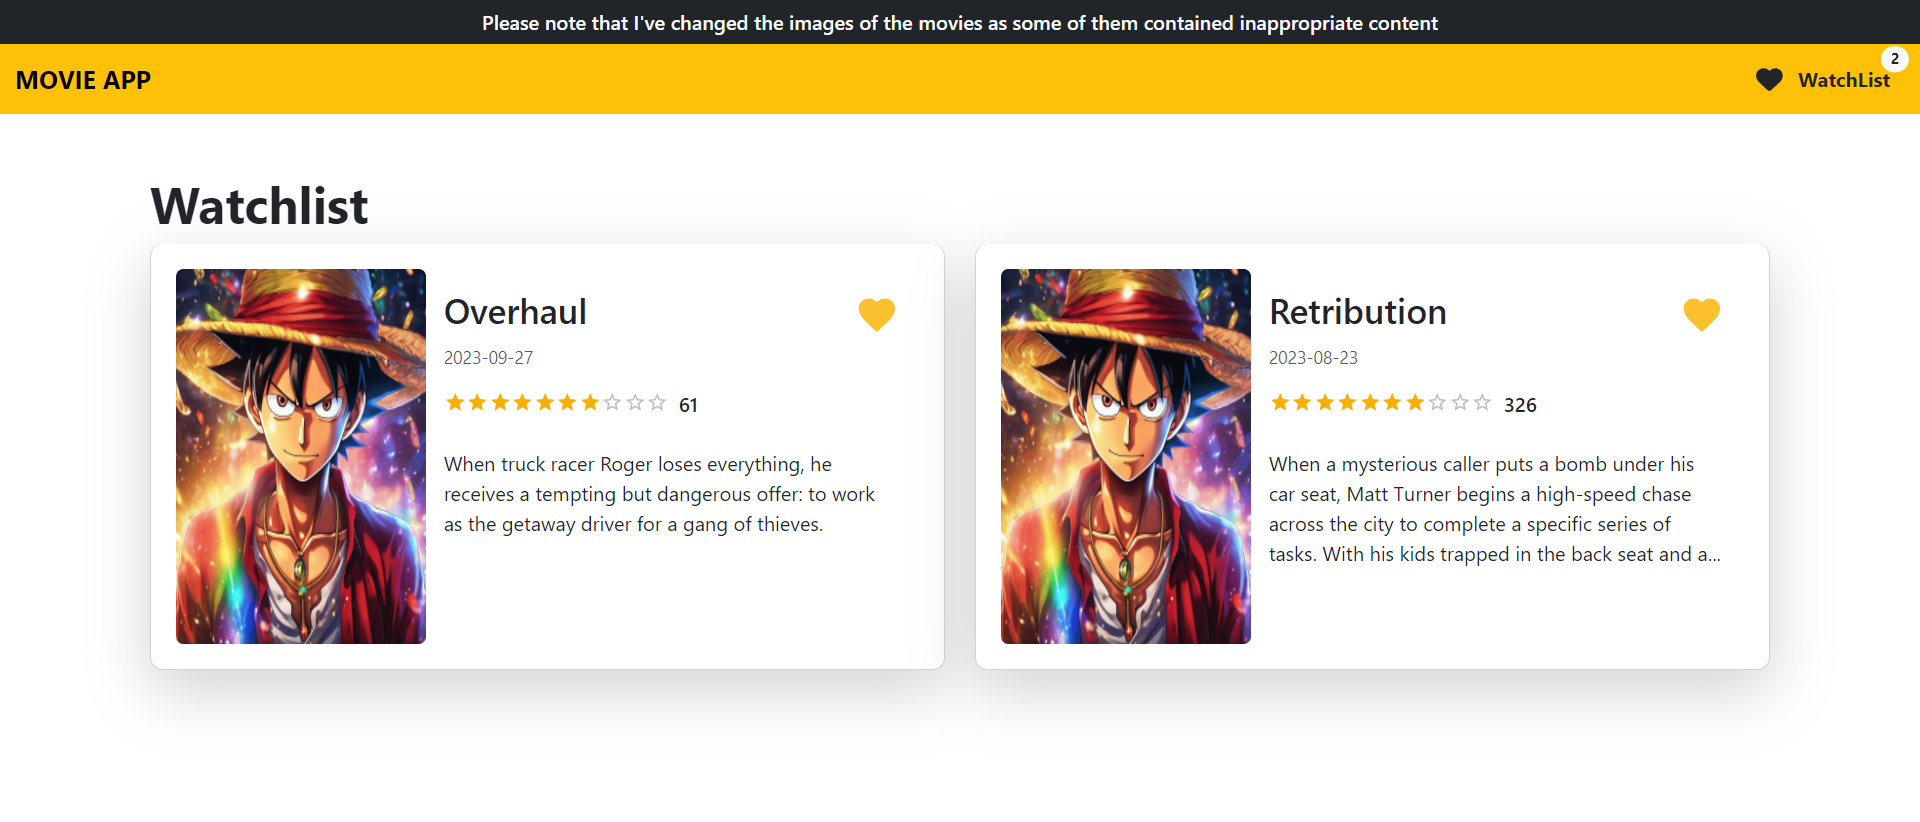 Please note that I've changed the images of the movies as some of them contained inappropriate content
MOVIE APP
WatchList
2
Watchlist
Overhaul
2023-09-27
61
When truck racer Roger loses everything, he
receives a tempting but dangerous offer: to work
as the getaway driver for a gang of thieves.
Retribution
2023-08-23
326
When a mysterious caller puts a bomb under his
car seat, Matt Turner begins a high-speed chase
across the city to complete a specific series of
tasks. With his kids trapped in the back seat and a...